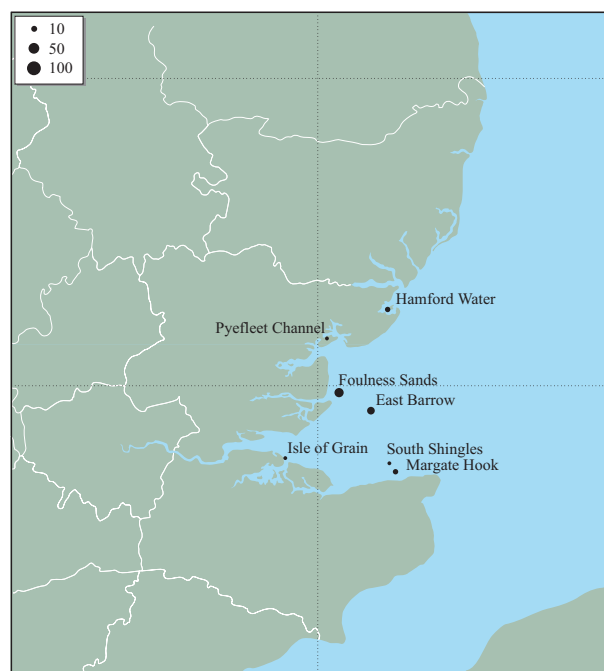 10
50
100
Hamford Water
Pyefleet Channel
Foulness Sands
East Barrow
Isle of Grain
South Shingles
Margate Hook